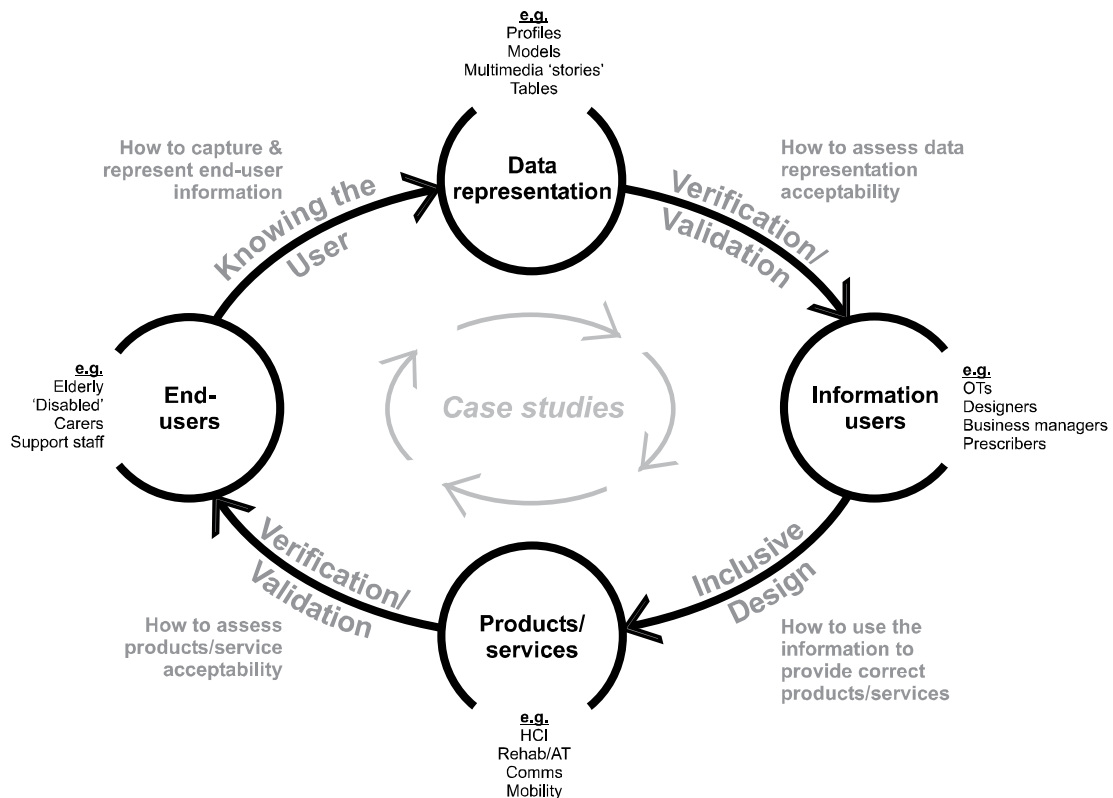 e.g.
Profiles
Models
Multimedia ‘stories’
Tables
Data
representation
How to capture &
represent end-user
information
Knowing the
User
How to assess data
representation
acceptability
Verification/
Validation
e.g.
Elderly
‘Disabled’
Carers
Support staff
End-
users
Case studies
Information
users
e.g.
OTs
Designers
Business managers
Prescribers
Verification/
Validation
How to assess
products/service
acceptability
Inclusive
Design
How to use the
information to
provide correct
products/services
Products/
services
e.g.
HCI
Rehab/AT
Comms
Mobility